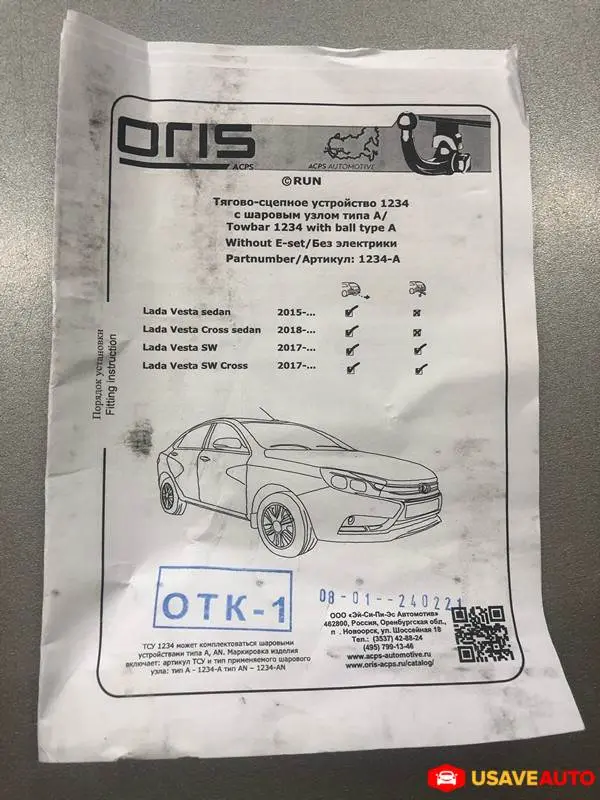 ORIS
ACPS
ACPS AUTOMOTIVE
©RUN
Тягово-сцепное устройство 1234
с шаровым узлом типа А/
Towbar 1234 with ball type A
Without E-set/Без электрики
Partnumber/Артикул: 1234-A
Lada Vesta sedan 2015-...
Lada Vesta Cross sedan 2018-...
Lada Vesta SW 2017-...
Lada Vesta SW Cross 2017-...
Порядок установки
Fitting instruction
ОТК-1
08-01--240221
ООО «Эй-Си-Пи-Эс Автомотив»
462800, Россия, Оренбургская обл.,
п. Новоорск, ул. Шоссейная 18
Тел.: (3537) 42-88-24
(495) 799-13-46
www.acps-automotive.ru
www.oris-acps.ru/catalog/
ТСУ 1234 может комплектоваться шаровыми
устройствами типа A, AN. Маркировка изделия
включает: артикул ТСУ и тип применяемого шарового
узла: тип A - 1234-A тип AN – 1234-AN
USAVEAUTO